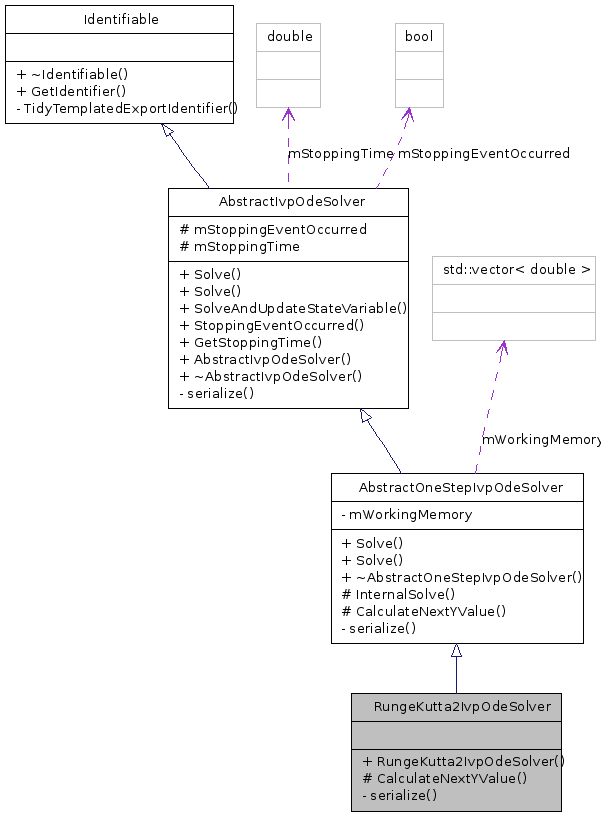 Identifiable
+ ~Identifiable()
+ GetIdentifier()
- TidyTemplatedExportIdentifier()
double
bool
mStoppingTime
mStoppingEventOccurred
AbstractIvpOdeSolver
# mStoppingEventOccurred
# mStoppingTime
+ Solve()
+ Solve()
+ SolveAndUpdateStateVariable()
+ StoppingEventOccurred()
+ GetStoppingTime()
+ AbstractIvpOdeSolver()
+ ~AbstractIvpOdeSolver()
- serialize()
std::vector< double >
mWorkingMemory
AbstractOneStepIvpOdeSolver
- mWorkingMemory
+ Solve()
+ Solve()
+ ~AbstractOneStepIvpOdeSolver()
# InternalSolve()
# CalculateNextYValue()
- serialize()
RungeKutta2IvpOdeSolver
+ RungeKutta2IvpOdeSolver()
# CalculateNextYValue()
- serialize()